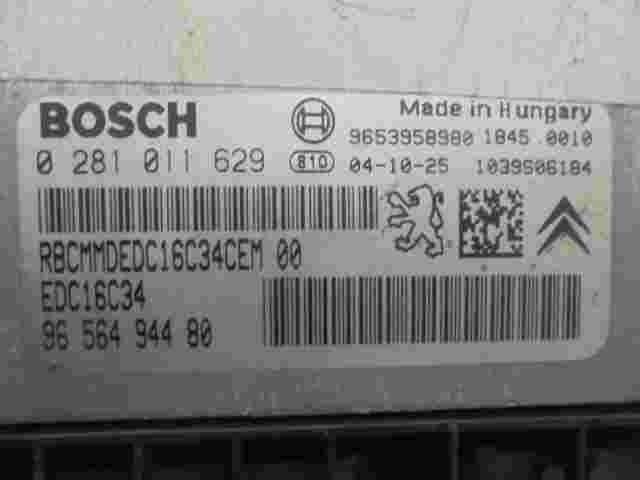 BOSCH
Made in Hungary
9653958980 1845.0010
0 281 011 629 810 04-10-25 1039S06184
RBCMMDEDC16C34CEM 00
EDC16C34
96 564 944 80